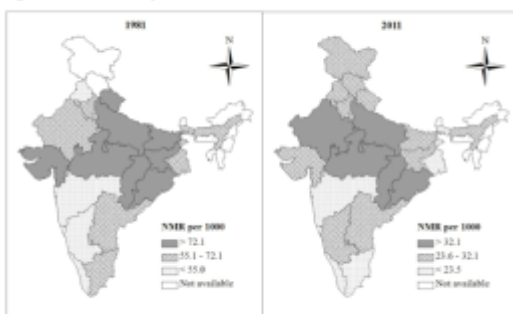 1981
N
NMR per 1000
> 72.1
55.1 - 72.1
< 55.0
Not available
2011
N
NMR per 1000
> 32.1
23.6 - 32.1
< 23.5
Not available